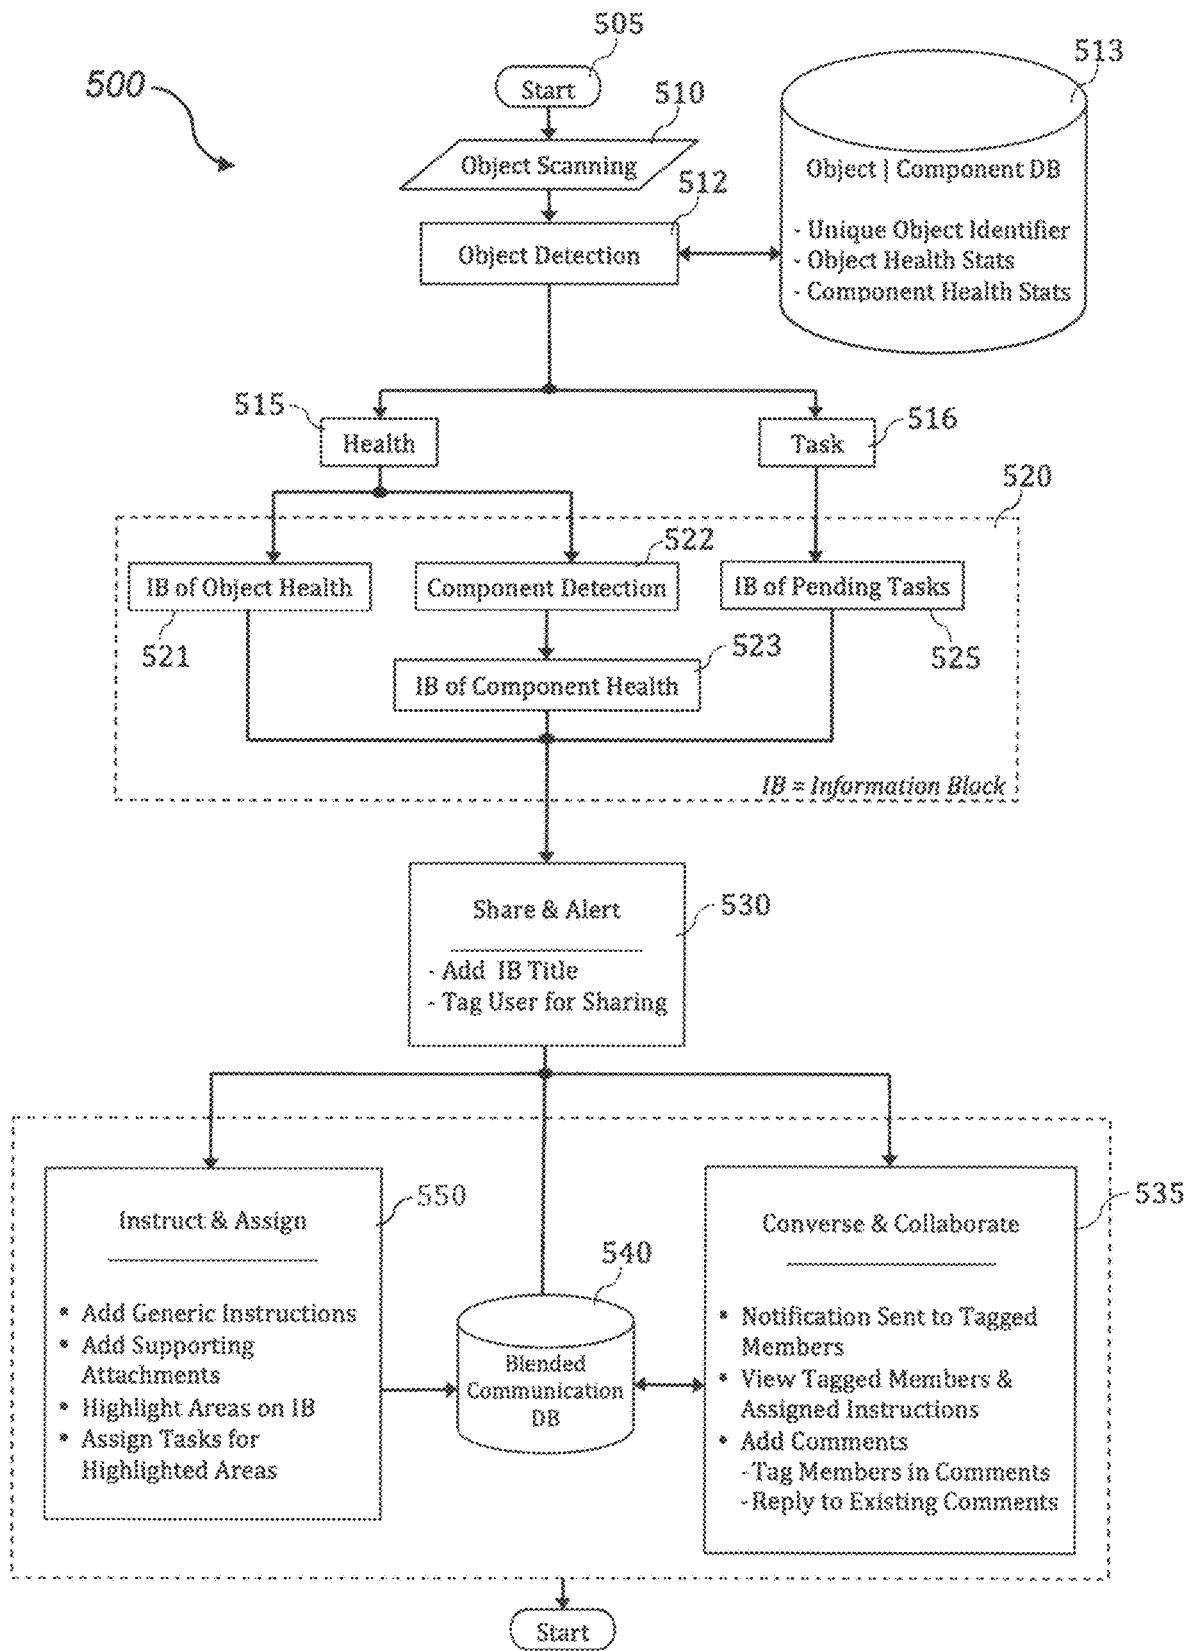 505
513
500
Start
510
Object Scanning
512
Object | Component DB
Object Detection
- Unique Object Identifier
- Object Health Stats
- Component Health Stats
515
Health
516
Task
520
522
IB of Object Health
Component Detection
IB of Pending Tasks
521
523
525
IB of Component Health
IB = Information Block
Share & Alert
530
- Add IB Title
- Tag User for Sharing
550
535
Instruct & Assign
Converse & Collaborate
540
• Add Generic Instructions
• Add Supporting
Attachments
• Highlight Areas on IB
• Assign Tasks for
Highlighted Areas
Blended
Communication
DB
• Notification Sent to Tagged
Members
• View Tagged Members &
Assigned Instructions
• Add Comments
-Tag Members in Comments
-Reply to Existing Comments
Start